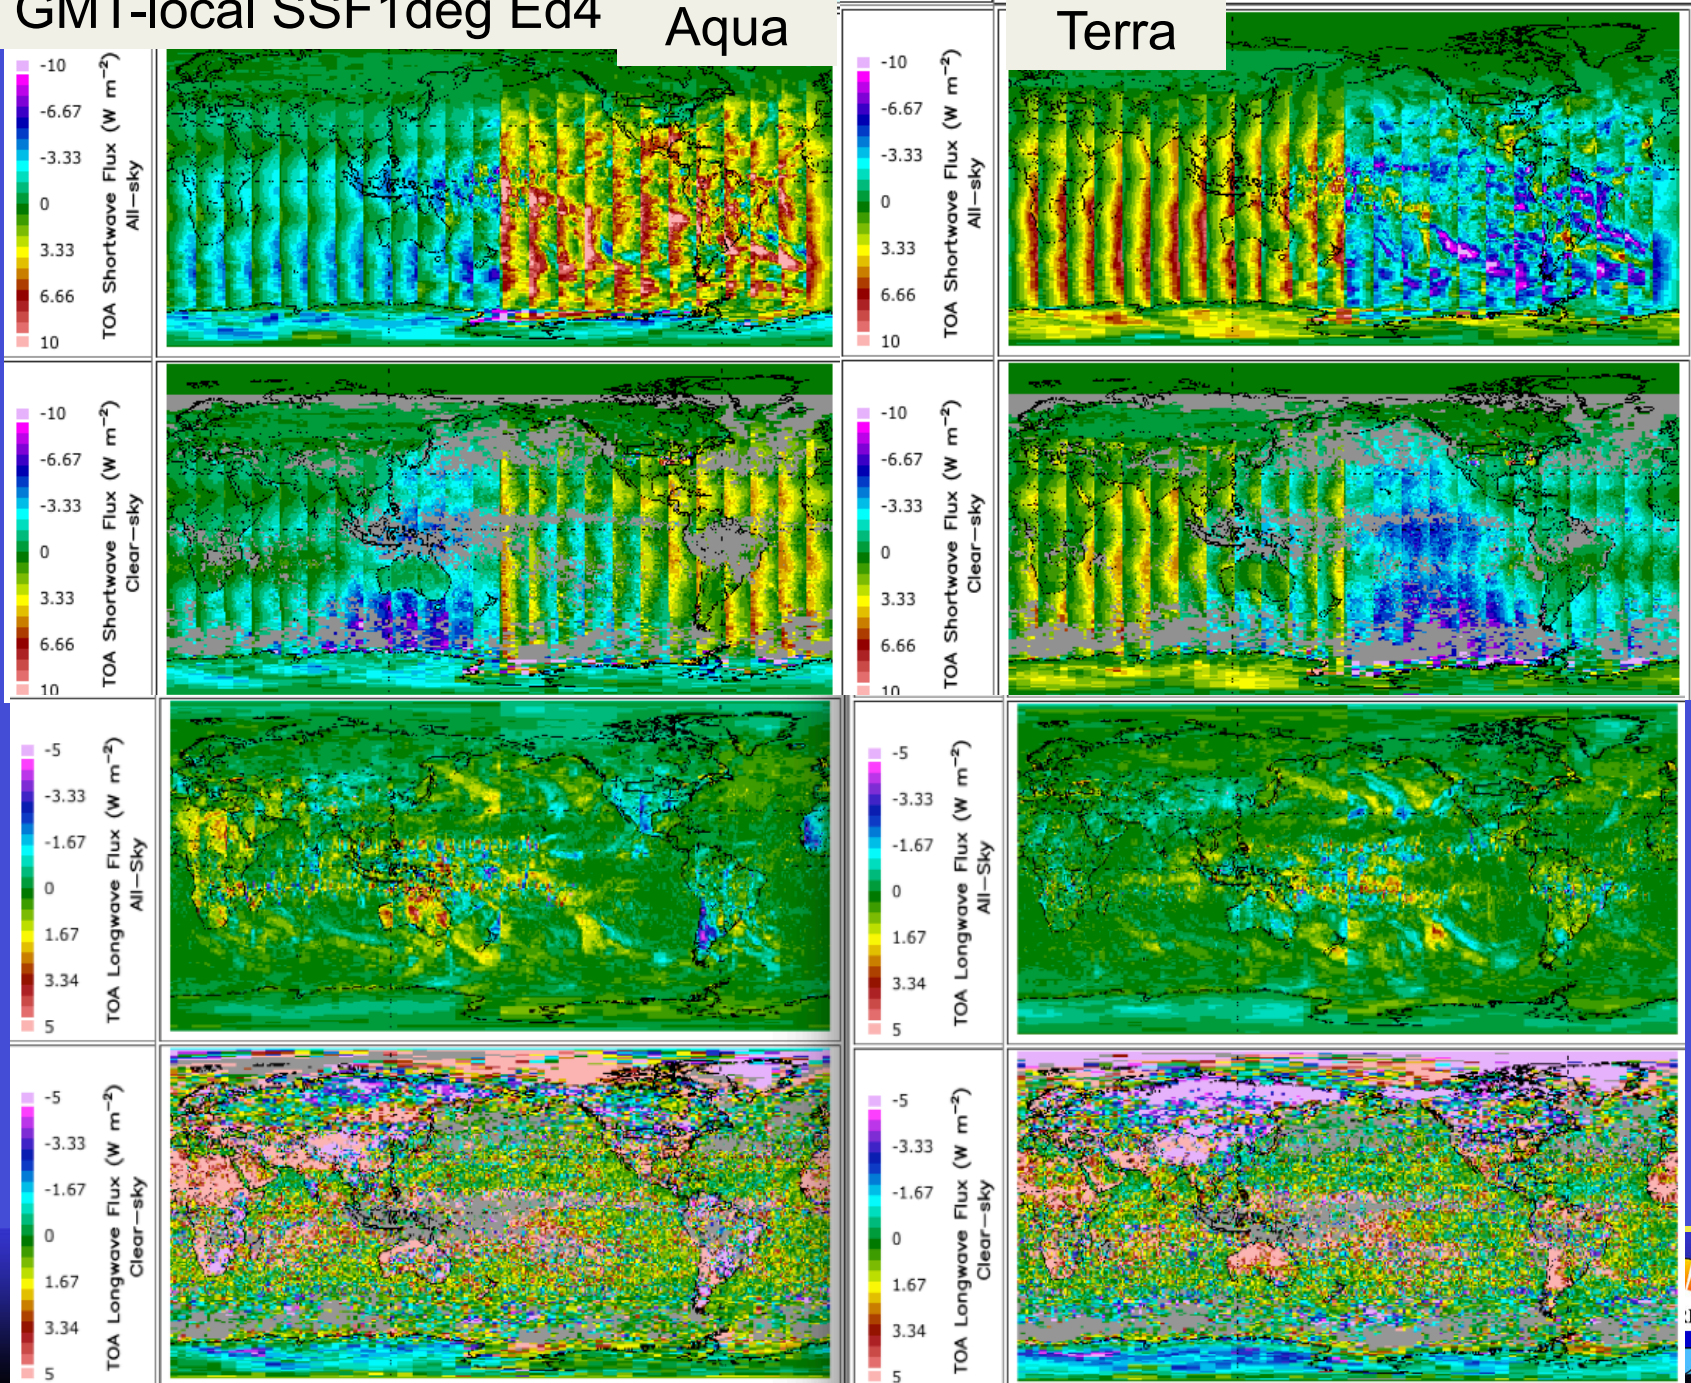 GMT-local SSF1deg Ed4
Aqua
Terra
-10
-6.67
-3.33
0
3.33
6.66
10
TOA Shortwave Flux (W m−2)
All−sky
-10
-6.67
-3.33
0
3.33
6.66
10
TOA Shortwave Flux (W m−2)
All−sky
-10
-6.67
-3.33
0
3.33
6.66
10
TOA Shortwave Flux (W m−2)
Clear−sky
-10
-6.67
-3.33
0
3.33
6.66
10
TOA Shortwave Flux (W m−2)
Clear−sky
-5
-3.33
-1.67
0
1.67
3.34
5
TOA Longwave Flux (W m−2)
All−Sky
-5
-3.33
-1.67
0
1.67
3.34
5
TOA Longwave Flux (W m−2)
All−Sky
-5
-3.33
-1.67
0
1.67
3.34
5
TOA Longwave Flux (W m−2)
Clear−sky
-5
-3.33
-1.67
0
1.67
3.34
5
TOA Longwave Flux (W m−2)
Clear−sky